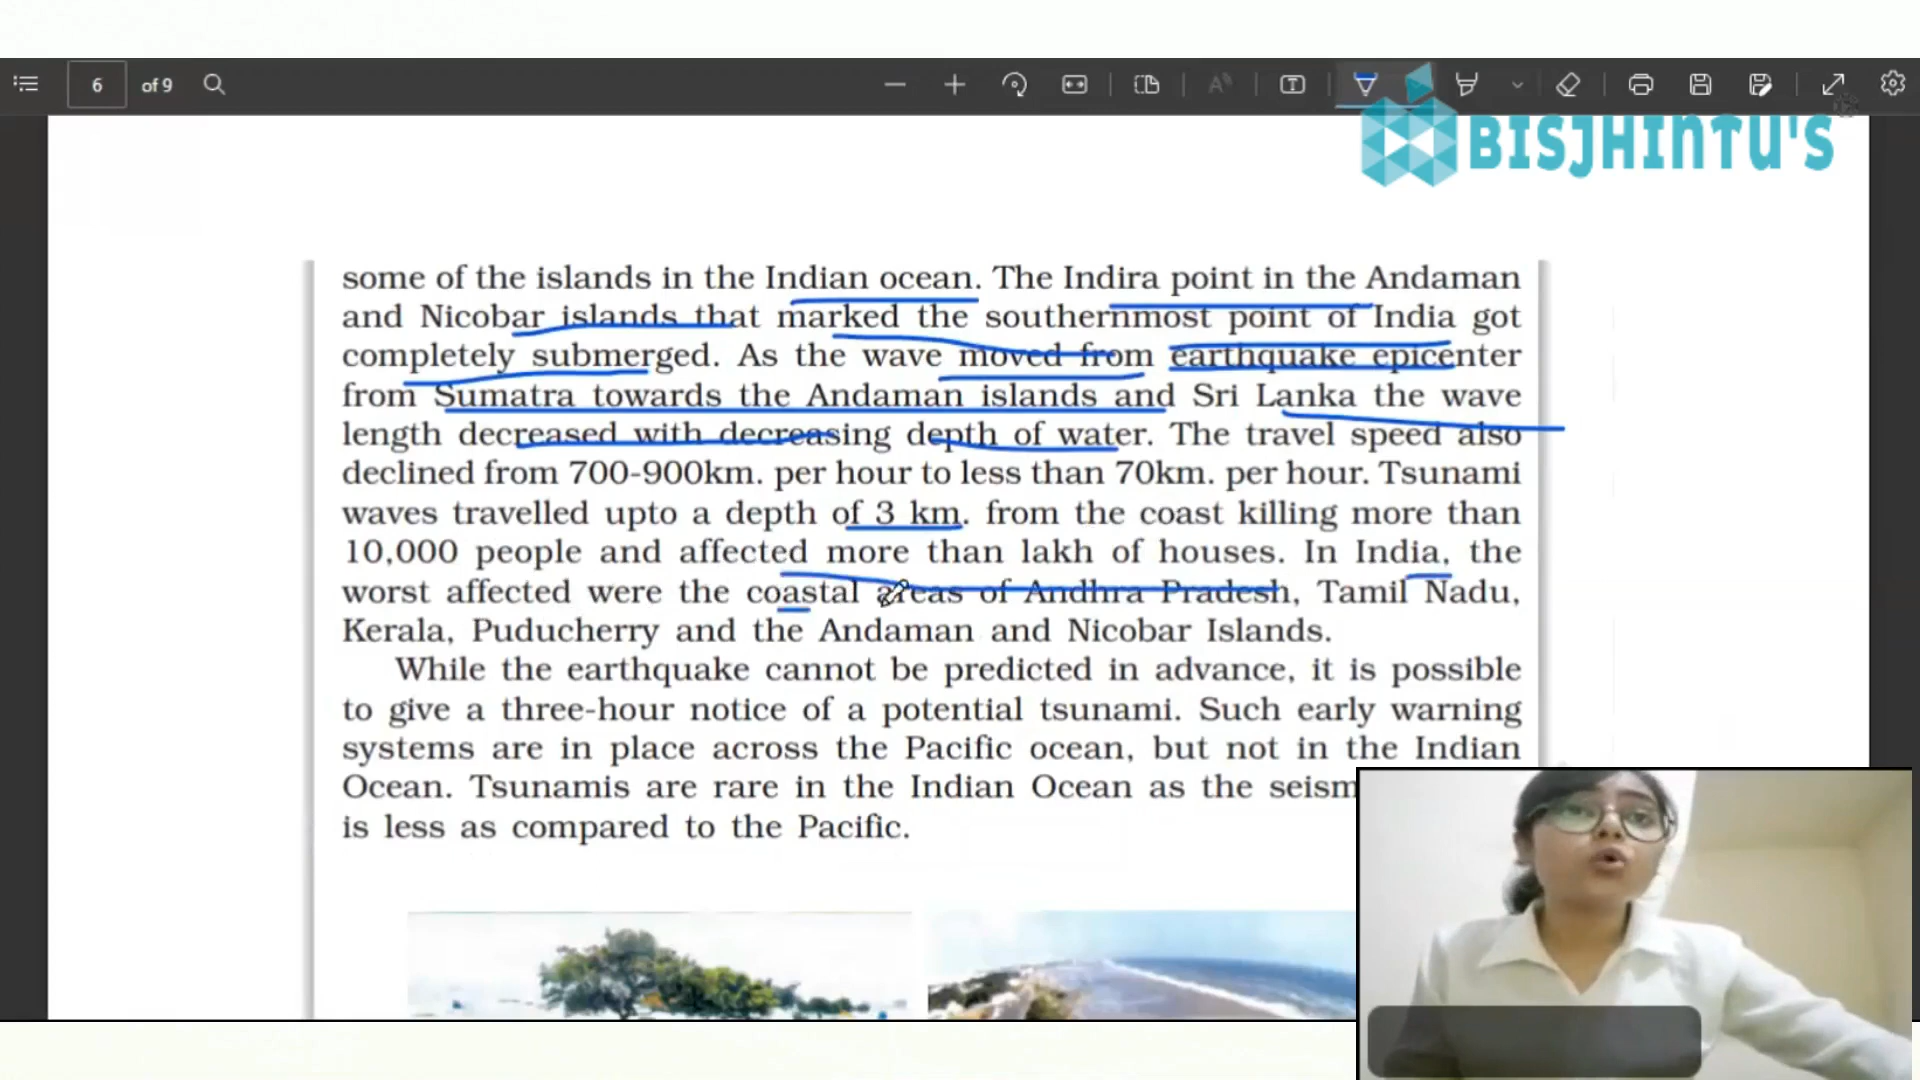 6 of 9
BISJHINTU'S
some of the islands in the Indian ocean. The Indira point in the Andaman
and Nicobar islands that marked the southernmost point of India got
completely submerged. As the wave moved from earthquake epicenter
from Sumatra towards the Andaman islands and Sri Lanka the wave
length decreased with decreasing depth of water. The travel speed also
declined from 700-900km. per hour to less than 70km. per hour. Tsunami
waves travelled upto a depth of 3 km. from the coast killing more than
10,000 people and affected more than lakh of houses. In India, the
worst affected were the coastal areas of Andhra Pradesh, Tamil Nadu,
Kerala, Puducherry and the Andaman and Nicobar Islands.
While the earthquake cannot be predicted in advance, it is possible
to give a three-hour notice of a potential tsunami. Such early warning
systems are in place across the Pacific ocean, but not in the Indian
Ocean. Tsunamis are rare in the Indian Ocean as the seism
is less as compared to the Pacific.